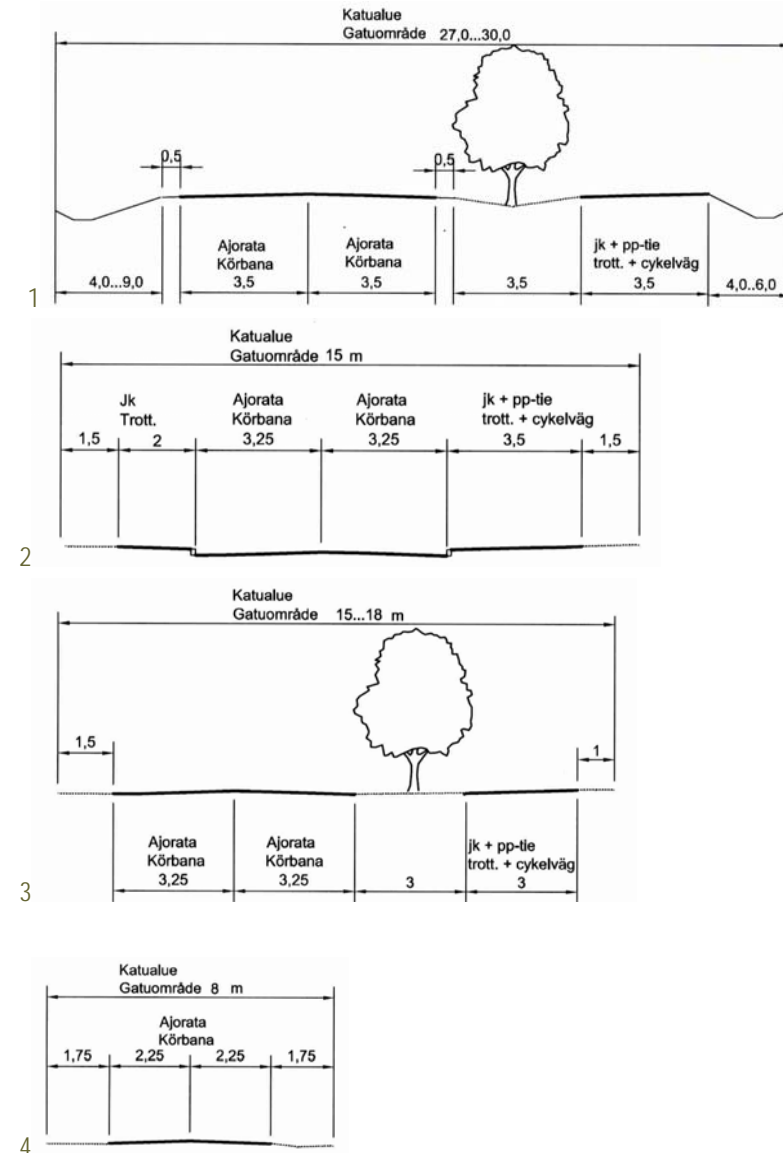 Katualue
Gatuområde 27,0...30,0
0,5
0,5
Ajorata
Körbana
3,5
Ajorata
Körbana
3,5
3,5
jk + pp-tie
trott. + cykelväg
3,5
4,0...9,0
4,0..6,0
1
Katualue
Gatuområde 15 m
Jk
Trott.
Ajorata
Körbana
Ajorata
Körbana
jk + pp-tie
trott. + cykelväg
1,5 2 3,25 3,25 3,5 1,5
2
Katualue
Gatuområde 15...18 m
1,5
1
Ajorata
Körbana
3,25
Ajorata
Körbana
3,25
3
jk + pp-tie
trott. + cykelväg
3
3
Katualue
Gatuområde 8 m
Ajorata
Körbana
1,75 2,25 2,25 1,75
4